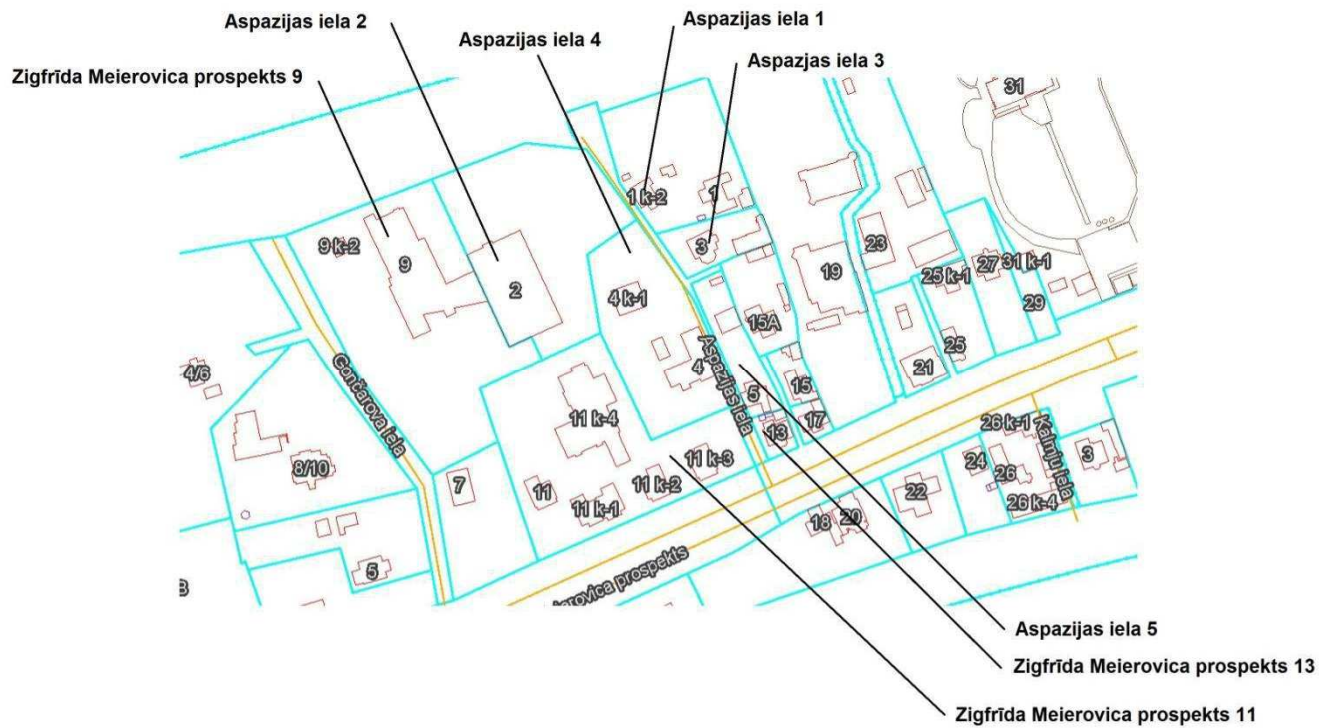 Aspazijas iela 2
Aspazijas iela 1
Aspazijas iela 4
Aspazjas iela 3
Zigfrīda Meierovica prospekts 9
31
1 k-2
1
9 k-2
9
3
23
19
27
31 k-1
25 k-1
2
4 k-1
29
15A
25
21
Gončarova iela
Aspazijas iela
4
4/6
5
15
17
13
11 k-4
26 k-1
Kalnju iela
8/10
11 k-3
24
26
3
7
11
11 k-2
11 k-1
22
26 k-4
18
20
ierovica prospekts
5
Aspazijas iela 5
Zigfrīda Meierovica prospekts 13
Zigfrīda Meierovica prospekts 11